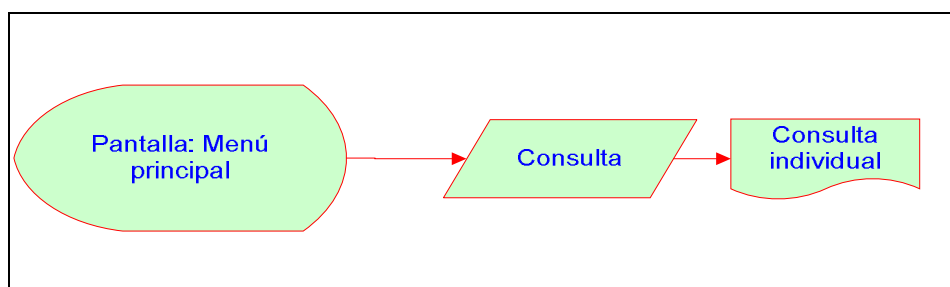 Pantalla: Menú
principal
Consulta
Consulta
individual